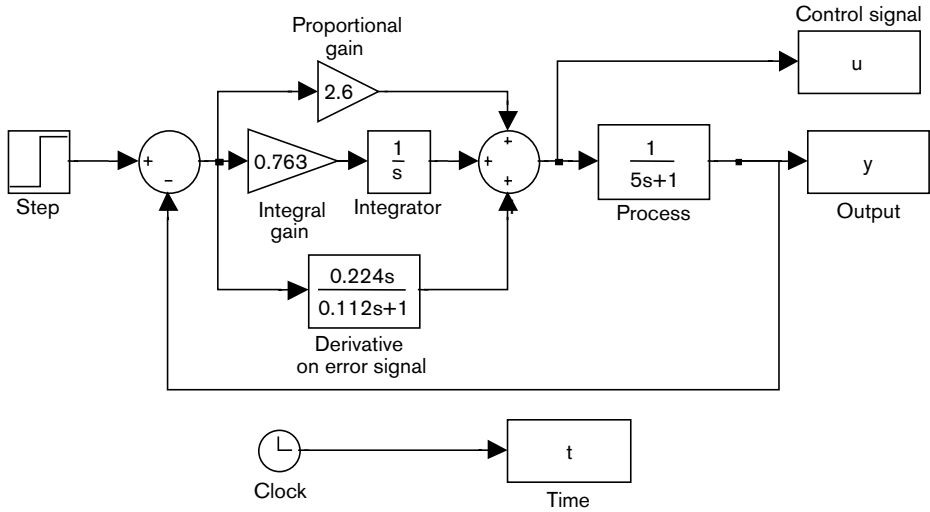 Control signal
u
Proportional
gain
2.6
+
+
+
+
−
Step
0.763
Integral
gain
1
s
Integrator
1
5s+1
Process
y
Output
0.224s
0.112s+1
Derivative
on error signal
Clock
t
Time